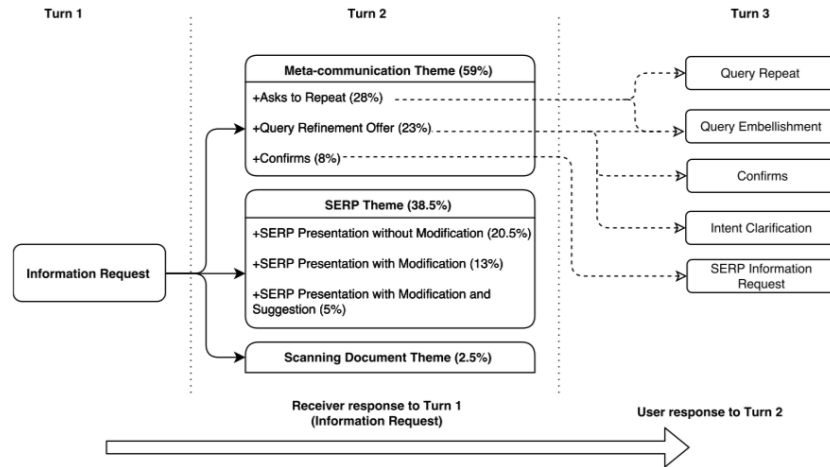 Turn 1
Turn 2
Turn 3
Meta-communication Theme (59%)
+Asks to Repeat (28%)
+Query Refinement Offer (23%)
+Confirms (8%)
SERP Theme (38.5%)
+SERP Presentation without Modification (20.5%)
+SERP Presentation with Modification (13%)
+SERP Presentation with Modification and
Suggestion (5%)
Scanning Document Theme (2.5%)
Information Request
Query Repeat
Query Embellishment
Confirms
Intent Clarification
SERP Information
Request
Receiver response to Turn 1
(Information Request)
User response to Turn 2